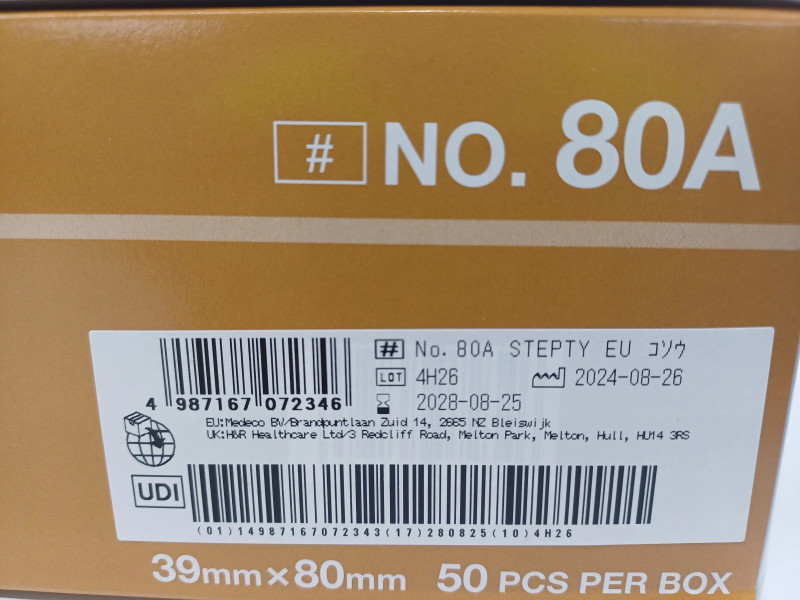 # NO. 80A
# No. 80A STEPTY EU コソウ
LOT 4H26 2024-08-26
2028-08-25
4 987167 072346
EU:Medeco BV/Brandpuntlaan Zuid 14, 2665 NZ Bleiswijk
UK:H&R Healthcare Ltd/3 Redcliff Road, Melton Park, Melton, Hull, HU14 3RS
UDI
(01)14987167072343(17)280825(10)4H26
39mm×80mm 50 PCS PER BOX